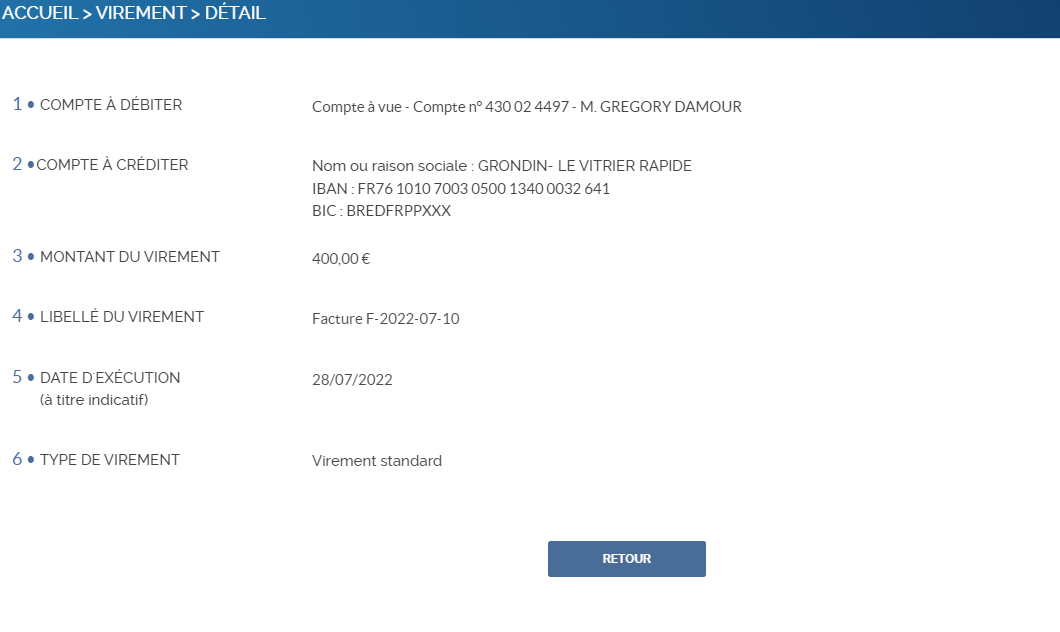 ACCUEIL > VIREMENT > DÉTAIL
1 • COMPTE À DÉBITER
Compte à vue - Compte n° 430 02 4497 - M. GREGORY DAMOUR
2 • COMPTE À CRÉDITER
Nom ou raison sociale : GRONDIN- LE VITRIER RAPIDE
IBAN : FR76 1010 7003 0500 1340 0032 641
BIC : BREDFRPPXXX
3 • MONTANT DU VIREMENT
400,00 €
4 • LIBELLÉ DU VIREMENT
Facture F-2022-07-10
5 • DATE D'EXÉCUTION
(à titre indicatif)
28/07/2022
6 • TYPE DE VIREMENT
Virement standard
RETOUR